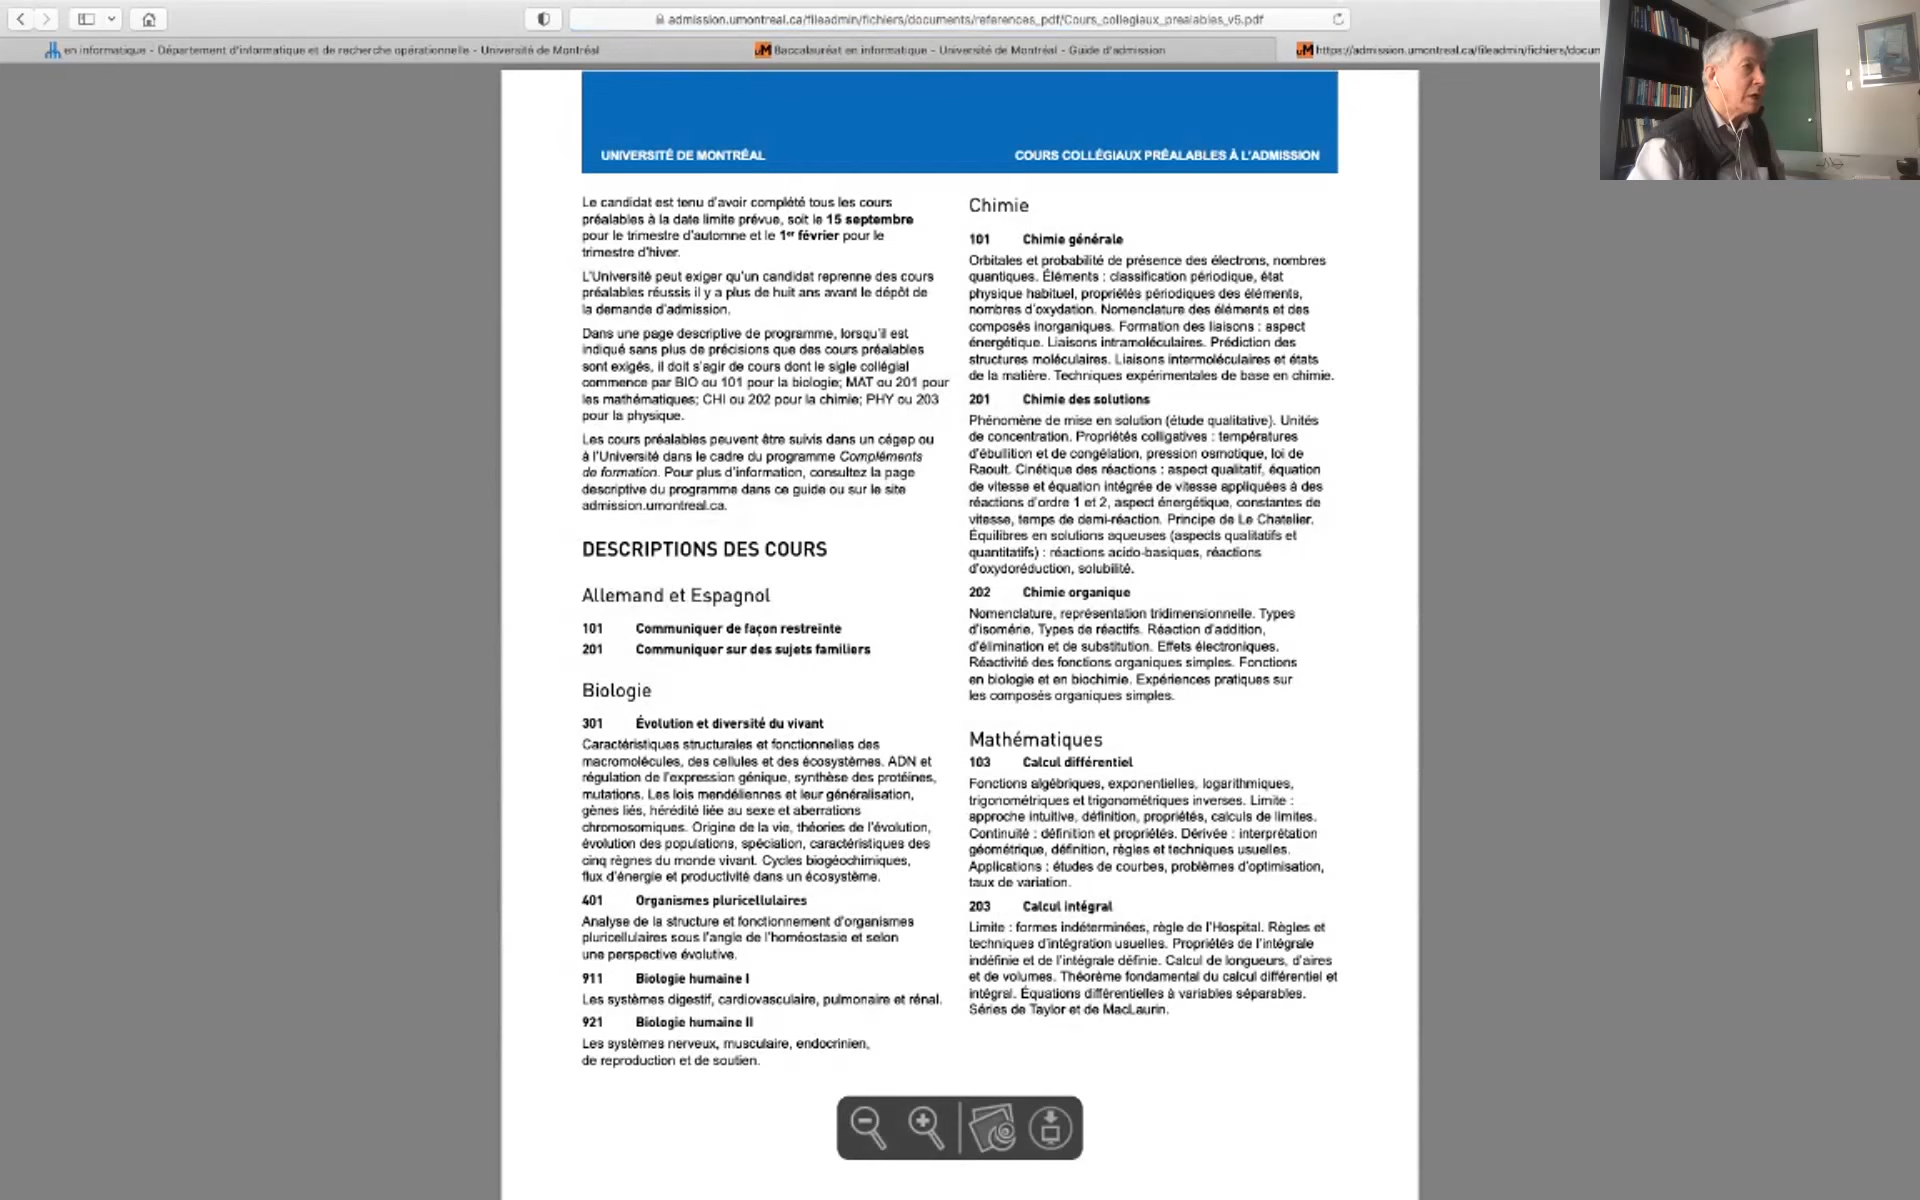 admission.umontreal.ca/fileadmin/fichiers/documents/references_pdf/Cours_collegiaux_prealables_v5.pdf
en informatique - Département d'informatique et de recherche opérationnelle - Université de Montréal
Baccalauréat en informatique - Université de Montréal - Guide d'admission
https://admission.umontreal.ca/fileadmin/fichiers/docum
UNIVERSITÉ DE MONTRÉAL
COURS COLLÉGIAUX PRÉALABLES À L'ADMISSION
Le candidat est tenu d'avoir complété tous les cours
préalables à la date limite prévue, soit le 15 septembre
pour le trimestre d'automne et le 1er février pour le
trimestre d'hiver.
L'Université peut exiger qu'un candidat reprenne des cours
préalables réussis il y a plus de huit ans avant le dépôt de
la demande d'admission.
Dans une page descriptive de programme, lorsqu'il est
indiqué sans plus de précisions que des cours préalables
sont exigés, il doit s'agir de cours dont le sigle collégial
commence par BIO ou 101 pour la biologie; MAT ou 201 pour
les mathématiques; CHI ou 202 pour la chimie; PHY ou 203
pour la physique.
Les cours préalables peuvent être suivis dans un cégep ou
à l'Université dans le cadre du programme Compléments
de formation. Pour plus d'information, consultez la page
descriptive du programme dans ce guide ou sur le site
admission.umontreal.ca.
DESCRIPTIONS DES COURS
Allemand et Espagnol
101 Communiquer de façon restreinte
201 Communiquer sur des sujets familiers
Biologie
301 Évolution et diversité du vivant
Caractéristiques structurales et fonctionnelles des
macromolécules, des cellules et des écosystèmes. ADN et
régulation de l'expression génique, synthèse des protéines,
mutations. Les lois mendéliennes et leur généralisation,
gènes liés, hérédité liée au sexe et aberrations
chromosomiques. Origine de la vie, théories de l'évolution,
évolution des populations, spéciation, caractéristiques des
cinq règnes du monde vivant. Cycles biogéochimiques,
flux d'énergie et productivité dans un écosystème.
401 Organismes pluricellulaires
Analyse de la structure et fonctionnement d'organismes
pluricellulaires sous l'angle de l'homéostasie et selon
une perspective évolutive.
911 Biologie humaine I
Les systèmes digestif, cardiovasculaire, pulmonaire et rénal.
921 Biologie humaine II
Les systèmes nerveux, musculaire, endocrinien,
de reproduction et de soutien.
Chimie
101 Chimie générale
Orbitales et probabilité de présence des électrons, nombres
quantiques. Éléments : classification périodique, état
physique habituel, propriétés périodiques des éléments,
nombres d'oxydation. Nomenclature des éléments et des
composés inorganiques. Formation des liaisons : aspect
énergétique. Liaisons intramoléculaires. Prédiction des
structures moléculaires. Liaisons intermoléculaires et états
de la matière. Techniques expérimentales de base en chimie.
201 Chimie des solutions
Phénomène de mise en solution (étude qualitative). Unités
de concentration. Propriétés colligatives : températures
d'ébullition et de congélation, pression osmotique, loi de
Raoult. Cinétique des réactions : aspect qualitatif, équation
de vitesse et équation intégrée de vitesse appliquées à des
réactions d'ordre 1 et 2, aspect énergétique, constantes de
vitesse, temps de demi-réaction. Principe de Le Chatelier.
Équilibres en solutions aqueuses (aspects qualitatifs et
quantitatifs) : réactions acido-basiques, réactions
d'oxydoréduction, solubilité.
202 Chimie organique
Nomenclature, représentation tridimensionnelle. Types
d'isomérie. Types de réactifs. Réaction d'addition,
d'élimination et de substitution. Effets électroniques.
Réactivité des fonctions organiques simples. Fonctions
en biologie et en biochimie. Expériences pratiques sur
les composés organiques simples.
Mathématiques
103 Calcul différentiel
Fonctions algébriques, exponentielles, logarithmiques,
trigonométriques et trigonométriques inverses. Limite :
approche intuitive, définition, propriétés, calculs de limites.
Continuité : définition et propriétés. Dérivée : interprétation
géométrique, définition, règles et techniques usuelles.
Applications : études de courbes, problèmes d'optimisation,
taux de variation.
203 Calcul intégral
Limite : formes indéterminées, règle de l'Hospital. Règles et
techniques d'intégration usuelles. Propriétés de l'intégrale
indéfinie et de l'intégrale définie. Calcul de longueurs, d'aires
et de volumes. Théorème fondamental du calcul différentiel et
intégral. Équations différentielles à variables séparables.
Séries de Taylor et de MacLaurin.